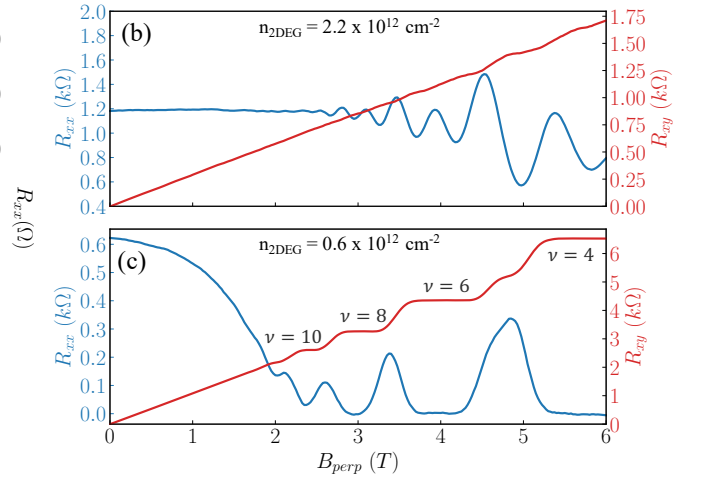 (b)
n2DEG = 2.2 x 10^12 cm^-2
2.0
1.8
1.6
1.4
1.2
1.0
0.8
0.6
0.4
Rxx (kΩ)
1.75
1.50
1.25
1.00
0.75
0.50
0.25
0.00
Rxy (kΩ)
Rxx(Ω)
(c)
n2DEG = 0.6 x 10^12 cm^-2
0.6
0.5
0.4
0.3
0.2
0.1
0.0
Rxx (kΩ)
ν = 10
ν = 8
ν = 6
ν = 4
6
5
4
3
2
1
0
Rxy (kΩ)
0 1 2 3 4 5 6
Bperp (T)